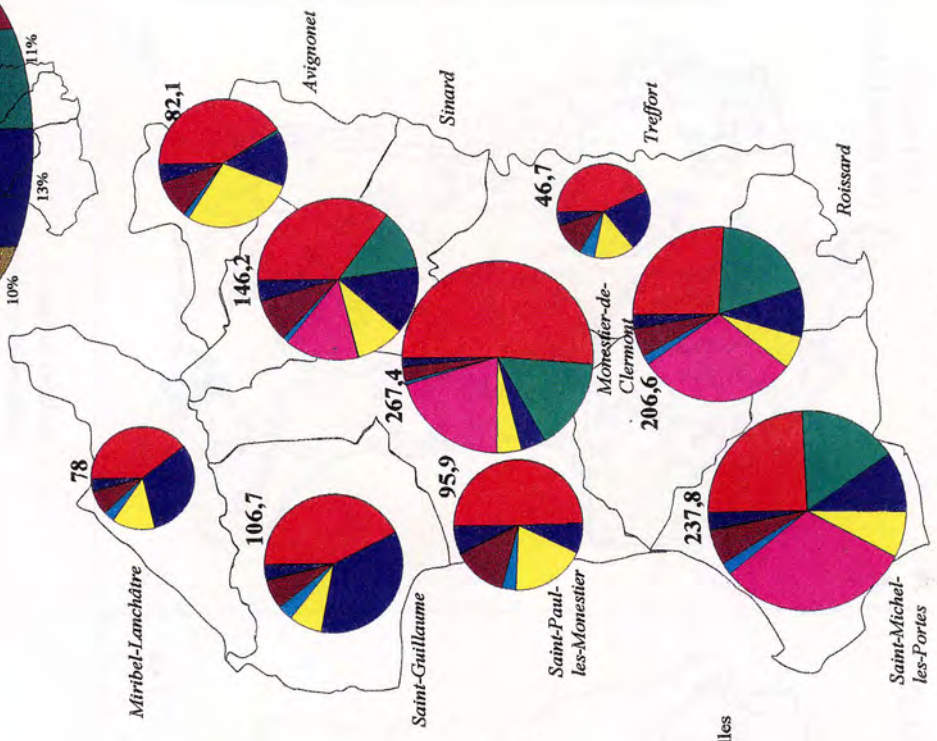 11%
13%
10%
82,1
Avignonet
Sinard
146,2
46,7
Treffort
78
Miribel-Lanchâtre
267,4
Monestier-de-
Clermont
206,6
Roissard
106,7
Saint-Guillaume
95,9
Saint-Paul-
les-Monestier
237,8
Saint-Michel-
les-Portes
lles